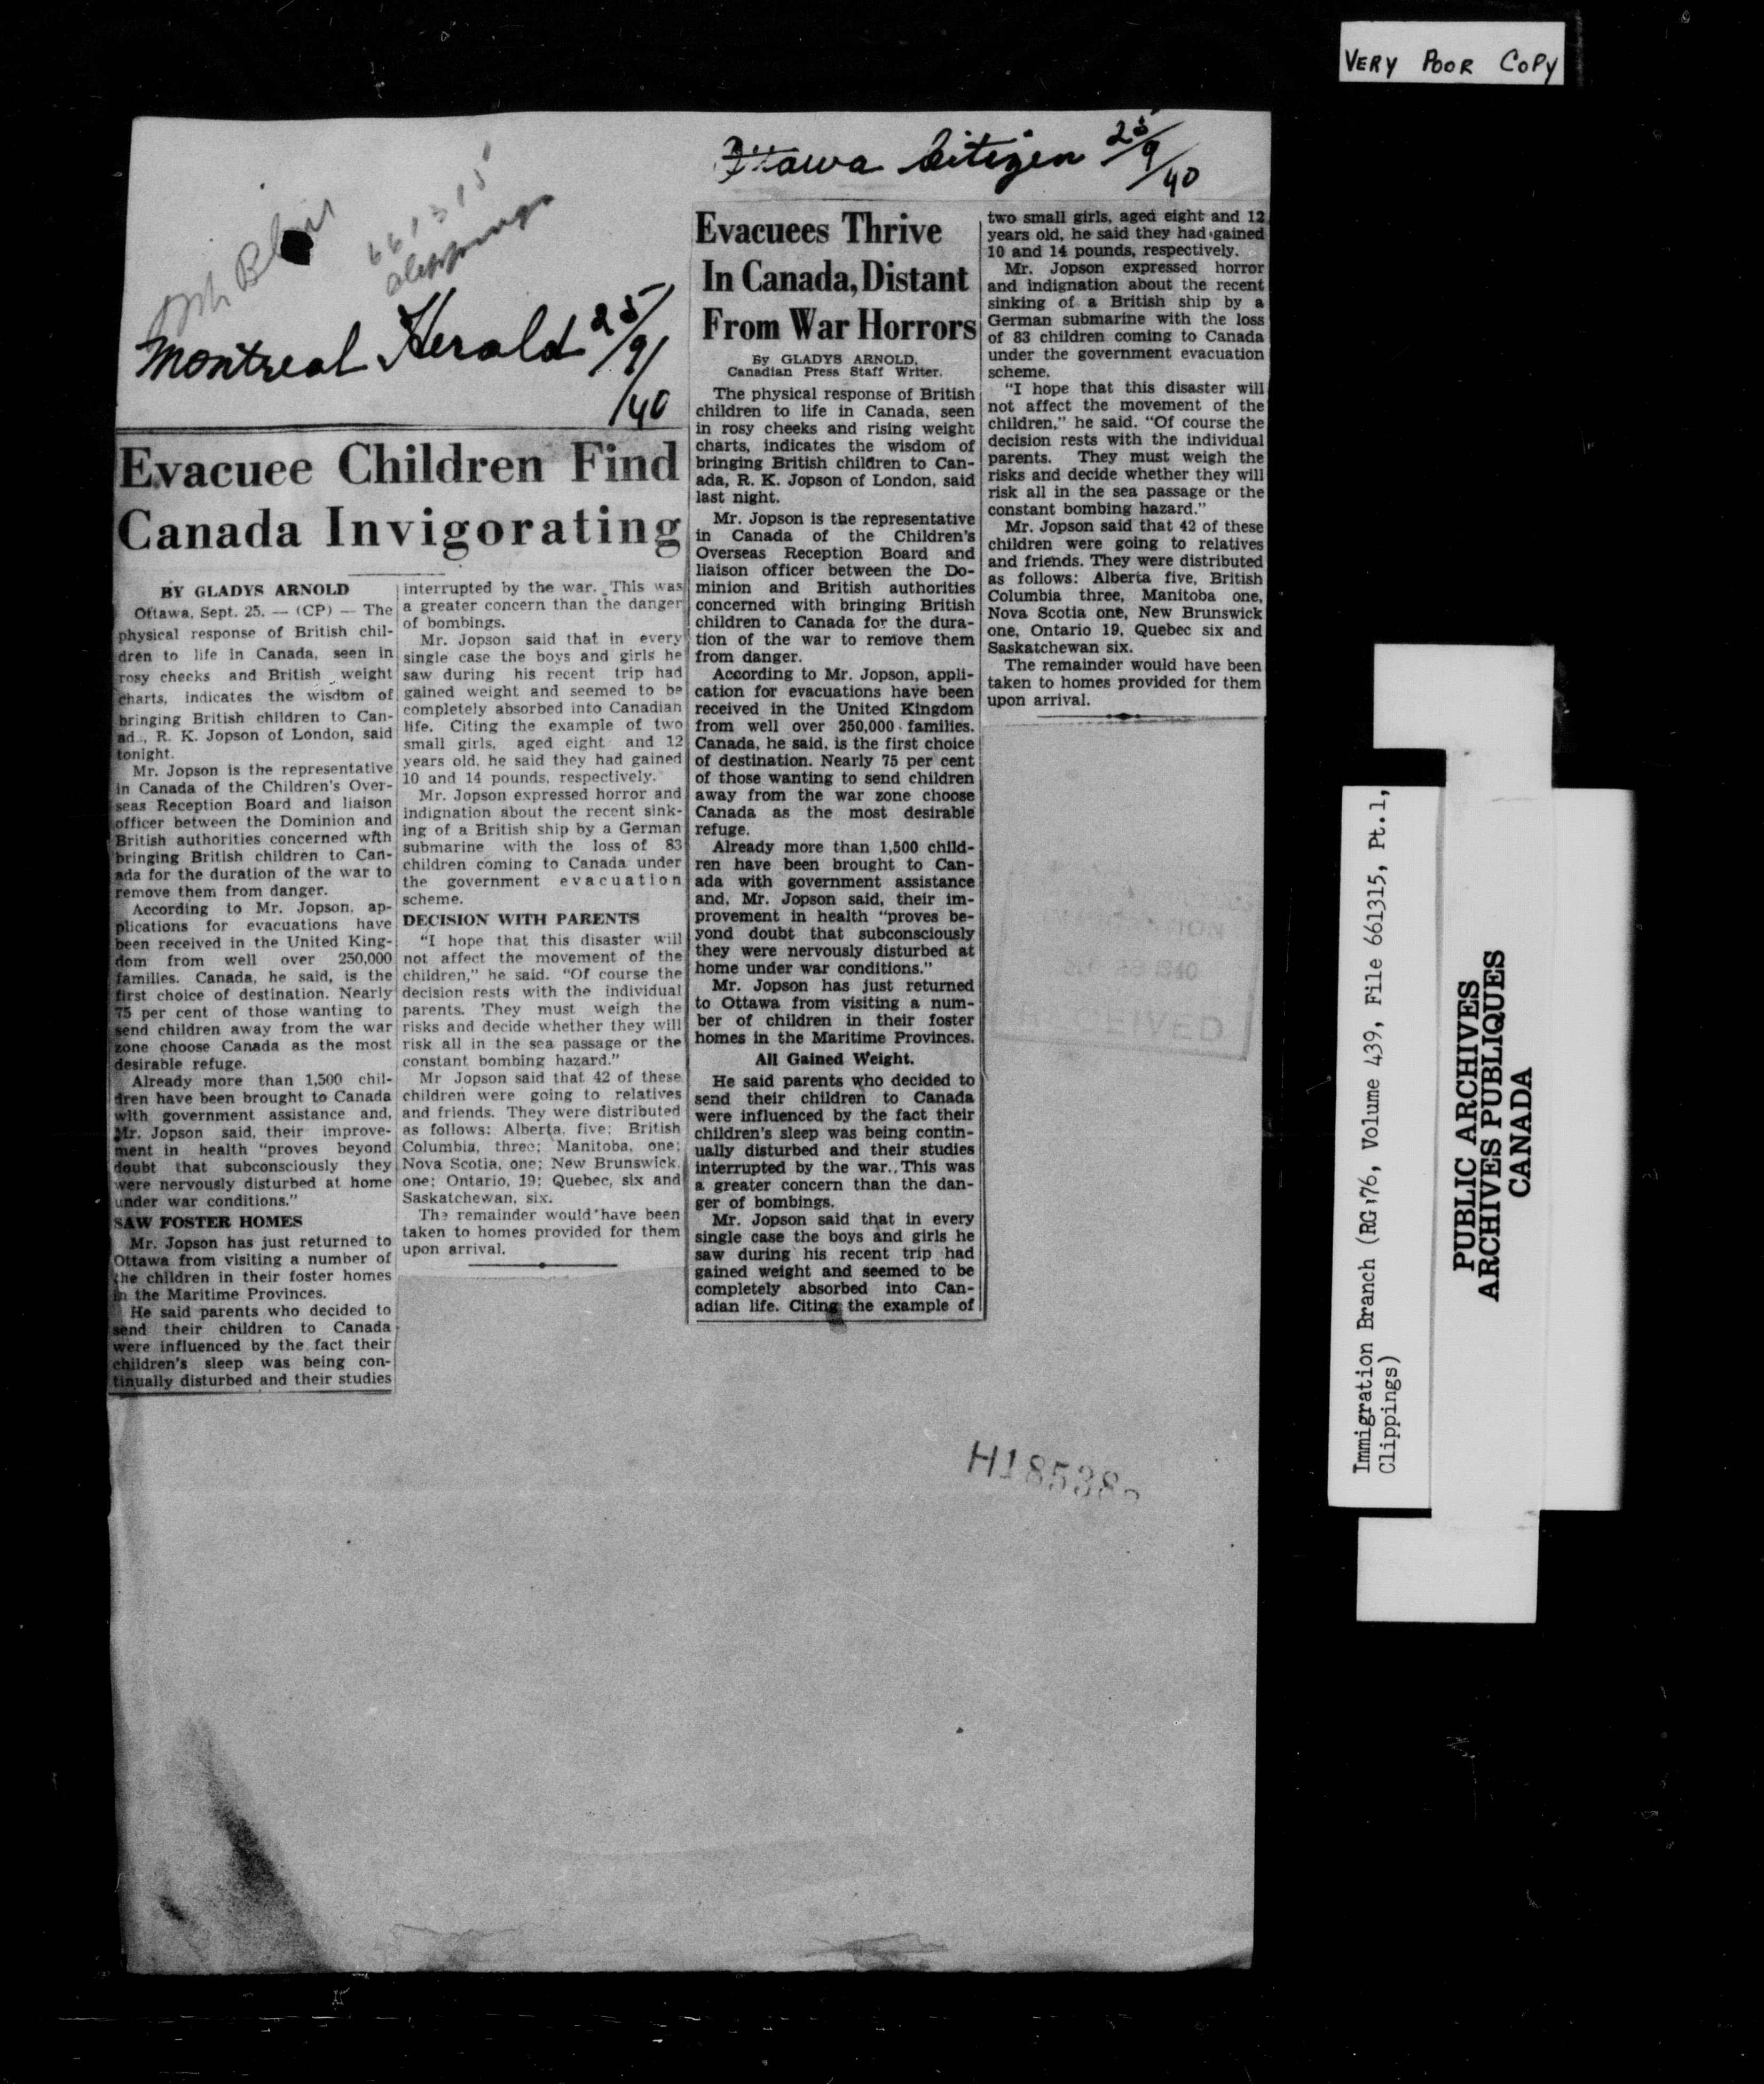 VERY POOR COPY
Mr Blair
661315
clippings
Montreal Herald 25/9/40
Evacuee Children Find
Canada Invigorating
BY GLADYS ARNOLD
Ottawa, Sept. 25. — (CP) — The
physical response of British chil-
dren to life in Canada, seen in
rosy cheeks and British weight
charts, indicates the wisdom of
bringing British children to Can-
ad., R. K. Jopson of London, said
tonight.
Mr. Jopson is the representative
in Canada of the Children's Over-
seas Reception Board and liaison
officer between the Dominion and
British authorities concerned with
bringing British children to Can-
ada for the duration of the war to
remove them from danger.
According to Mr. Jopson, ap-
plications for evacuations have
been received in the United King-
dom from well over 250,000
families. Canada, he said, is the
first choice of destination. Nearly
75 per cent of those wanting to
send children away from the war
zone choose Canada as the most
desirable refuge.
Already more than 1,500 chil-
dren have been brought to Canada
with government assistance and,
Mr. Jopson said, their improve-
ment in health "proves beyond
doubt that subconsciously they
were nervously disturbed at home
under war conditions."
SAW FOSTER HOMES
Mr. Jopson has just returned to
Ottawa from visiting a number of
the children in their foster homes
in the Maritime Provinces.
He said parents who decided to
send their children to Canada
were influenced by the fact their
children's sleep was being con-
tinually disturbed and their studies
interrupted by the war. This was
a greater concern than the danger
of bombings.
Mr. Jopson said that in every
single case the boys and girls he
saw during his recent trip had
gained weight and seemed to be
completely absorbed into Canadian
life. Citing the example of two
small girls, aged eight and 12
years old, he said they had gained
10 and 14 pounds, respectively.
Mr. Jopson expressed horror and
indignation about the recent sink-
ing of a British ship by a German
submarine with the loss of 83
children coming to Canada under
the government evacuation
scheme.
DECISION WITH PARENTS
"I hope that this disaster will
not affect the movement of the
children," he said. "Of course the
decision rests with the individual
parents. They must weigh the
risks and decide whether they will
risk all in the sea passage or the
constant bombing hazard."
Mr Jopson said that 42 of these
children were going to relatives
and friends. They were distributed
as follows: Alberta, five; British
Columbia, three; Manitoba, one;
Nova Scotia, one; New Brunswick,
one; Ontario, 19; Quebec, six and
Saskatchewan, six.
The remainder would have been
taken to homes provided for them
upon arrival.
Ottawa Citizen 25/9/40
Evacuees Thrive
In Canada, Distant
From War Horrors
By GLADYS ARNOLD,
Canadian Press Staff Writer.
The physical response of British
children to life in Canada, seen
in rosy cheeks and rising weight
charts, indicates the wisdom of
bringing British children to Can-
ada, R. K. Jopson of London, said
last night.
Mr. Jopson is the representative
in Canada of the Children's
Overseas Reception Board and
liaison officer between the Do-
minion and British authorities
concerned with bringing British
children to Canada for the dura-
tion of the war to remove them
from danger.
According to Mr. Jopson, appli-
cation for evacuations have been
received in the United Kingdom
from well over 250,000 families.
Canada, he said, is the first choice
of destination. Nearly 75 per cent
of those wanting to send children
away from the war zone choose
Canada as the most desirable
refuge.
Already more than 1,500 child-
ren have been brought to Can-
ada with government assistance
and, Mr. Jopson said, their im-
provement in health "proves be-
yond doubt that subconsciously
they were nervously disturbed at
home under war conditions."
Mr. Jopson has just returned
to Ottawa from visiting a num-
ber of children in their foster
homes in the Maritime Provinces.
All Gained Weight.
He said parents who decided to
send their children to Canada
were influenced by the fact their
children's sleep was being contin-
ually disturbed and their studies
interrupted by the war. This was
a greater concern than the dan-
ger of bombings.
Mr. Jopson said that in every
single case the boys and girls he
saw during his recent trip had
gained weight and seemed to be
completely absorbed into Can-
adian life. Citing the example of
two small girls, aged eight and 12
years old, he said they had gained
10 and 14 pounds, respectively.
Mr. Jopson expressed horror
and indignation about the recent
sinking of a British ship by a
German submarine with the loss
of 83 children coming to Canada
under the government evacuation
scheme.
"I hope that this disaster will
not affect the movement of the
children," he said. "Of course the
decision rests with the individual
parents. They must weigh the
risks and decide whether they will
risk all in the sea passage or the
constant bombing hazard."
Mr. Jopson said that 42 of these
children were going to relatives
and friends. They were distributed
as follows: Alberta five, British
Columbia three, Manitoba one,
Nova Scotia one, New Brunswick
one, Ontario 19, Quebec six and
Saskatchewan six.
The remainder would have been
taken to homes provided for them
upon arrival.
1940
H18538
Immigration Branch (RG 76, Volume 439, File 661315, Pt.1,
Clippings)
PUBLIC ARCHIVES
ARCHIVES PUBLIQUES
CANADA